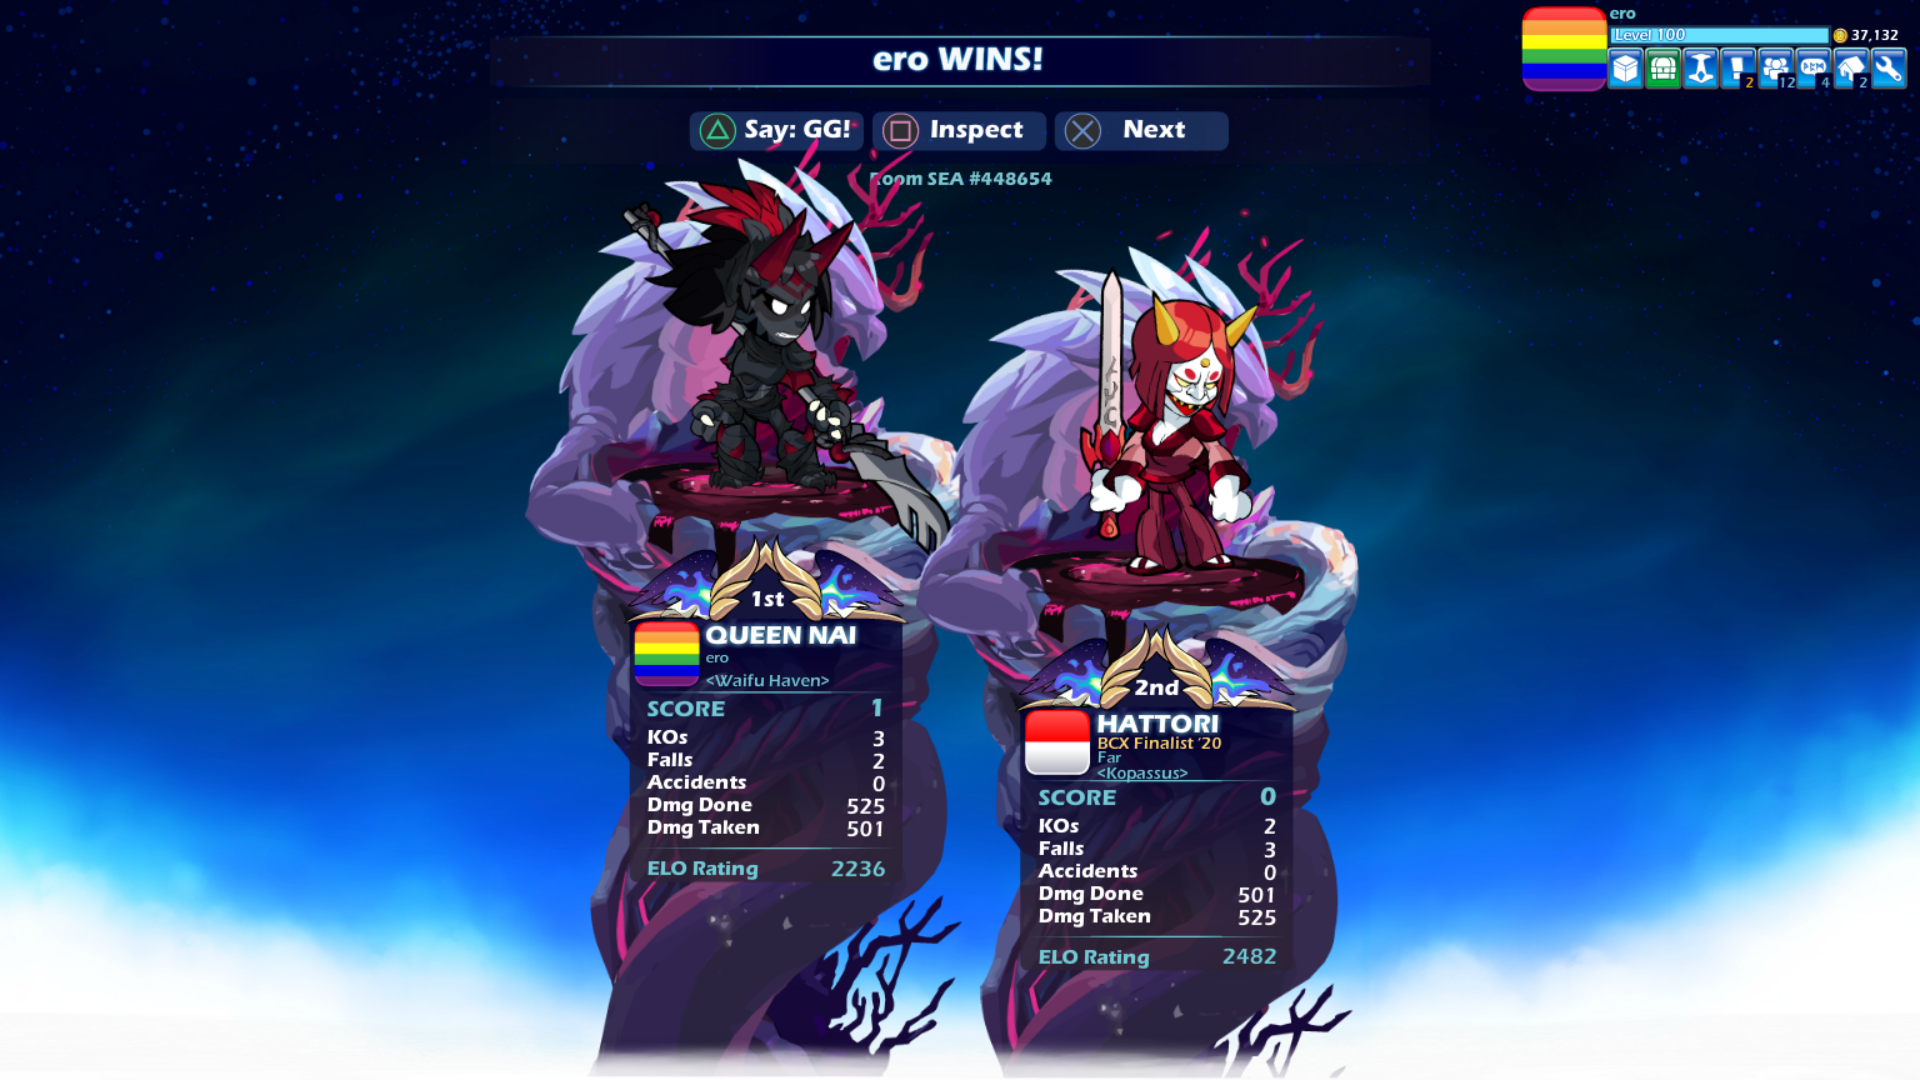 ero WINS!
ero
Level 100
37,132
2
12
4
2
Say: GG!
Inspect
Next
Room SEA #448654
1st
QUEEN NAI
ero
<Waifu Haven>
SCORE 1
KOs 3
Falls 2
Accidents 0
Dmg Done 525
Dmg Taken 501
ELO Rating 2236
2nd
HATTORI
BCX Finalist '20
Far
<Kopassus>
SCORE 0
KOs 2
Falls 3
Accidents 0
Dmg Done 501
Dmg Taken 525
ELO Rating 2482